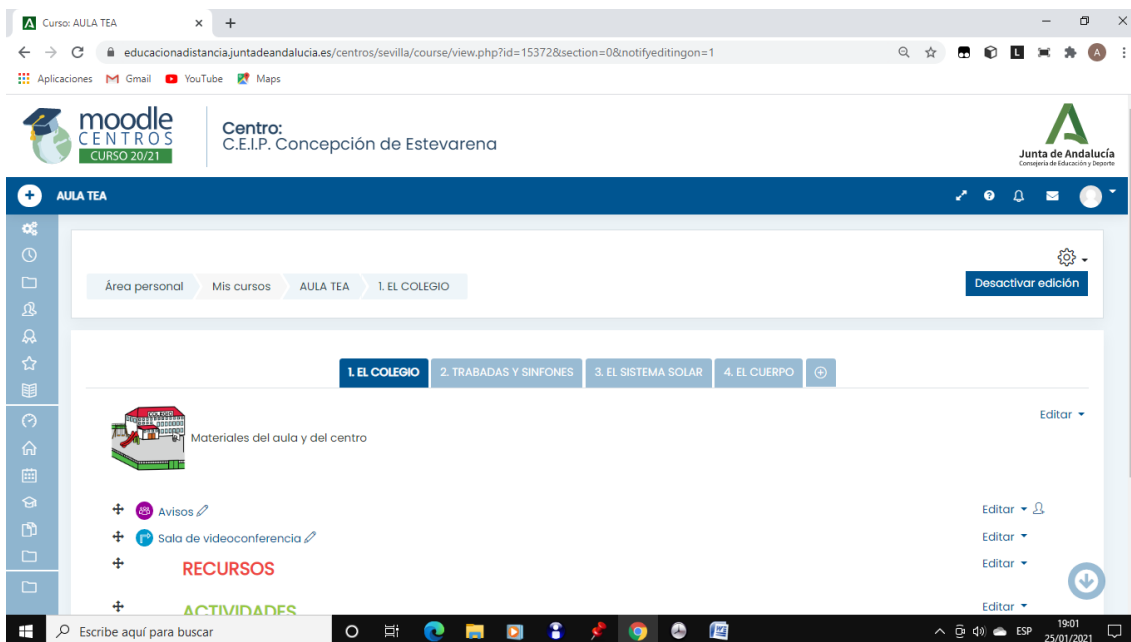 Curso: AULA TEA
educacionadistancia.juntadeandalucia.es/centros/sevilla/course/view.php?id=15372&section=0&notifyeditingon=1
Aplicaciones Gmail YouTube Maps
moodle
CENTROS
CURSO 20/21
Centro:
C.E.I.P. Concepción de Estevarena
Junta de Andalucía
Consejería de Educación y Deporte
AULA TEA
Área personal Mis cursos AULA TEA 1. EL COLEGIO
Desactivar edición
1. EL COLEGIO 2. TRABADAS Y SINFONES 3. EL SISTEMA SOLAR 4. EL CUERPO
COLEGIO
Materiales del aula y del centro
Editar
Avisos Editar
Sala de videoconferencia Editar
RECURSOS Editar
ACTIVIDADES Editar
Escribe aquí para buscar
ESP
19:01
25/01/2021